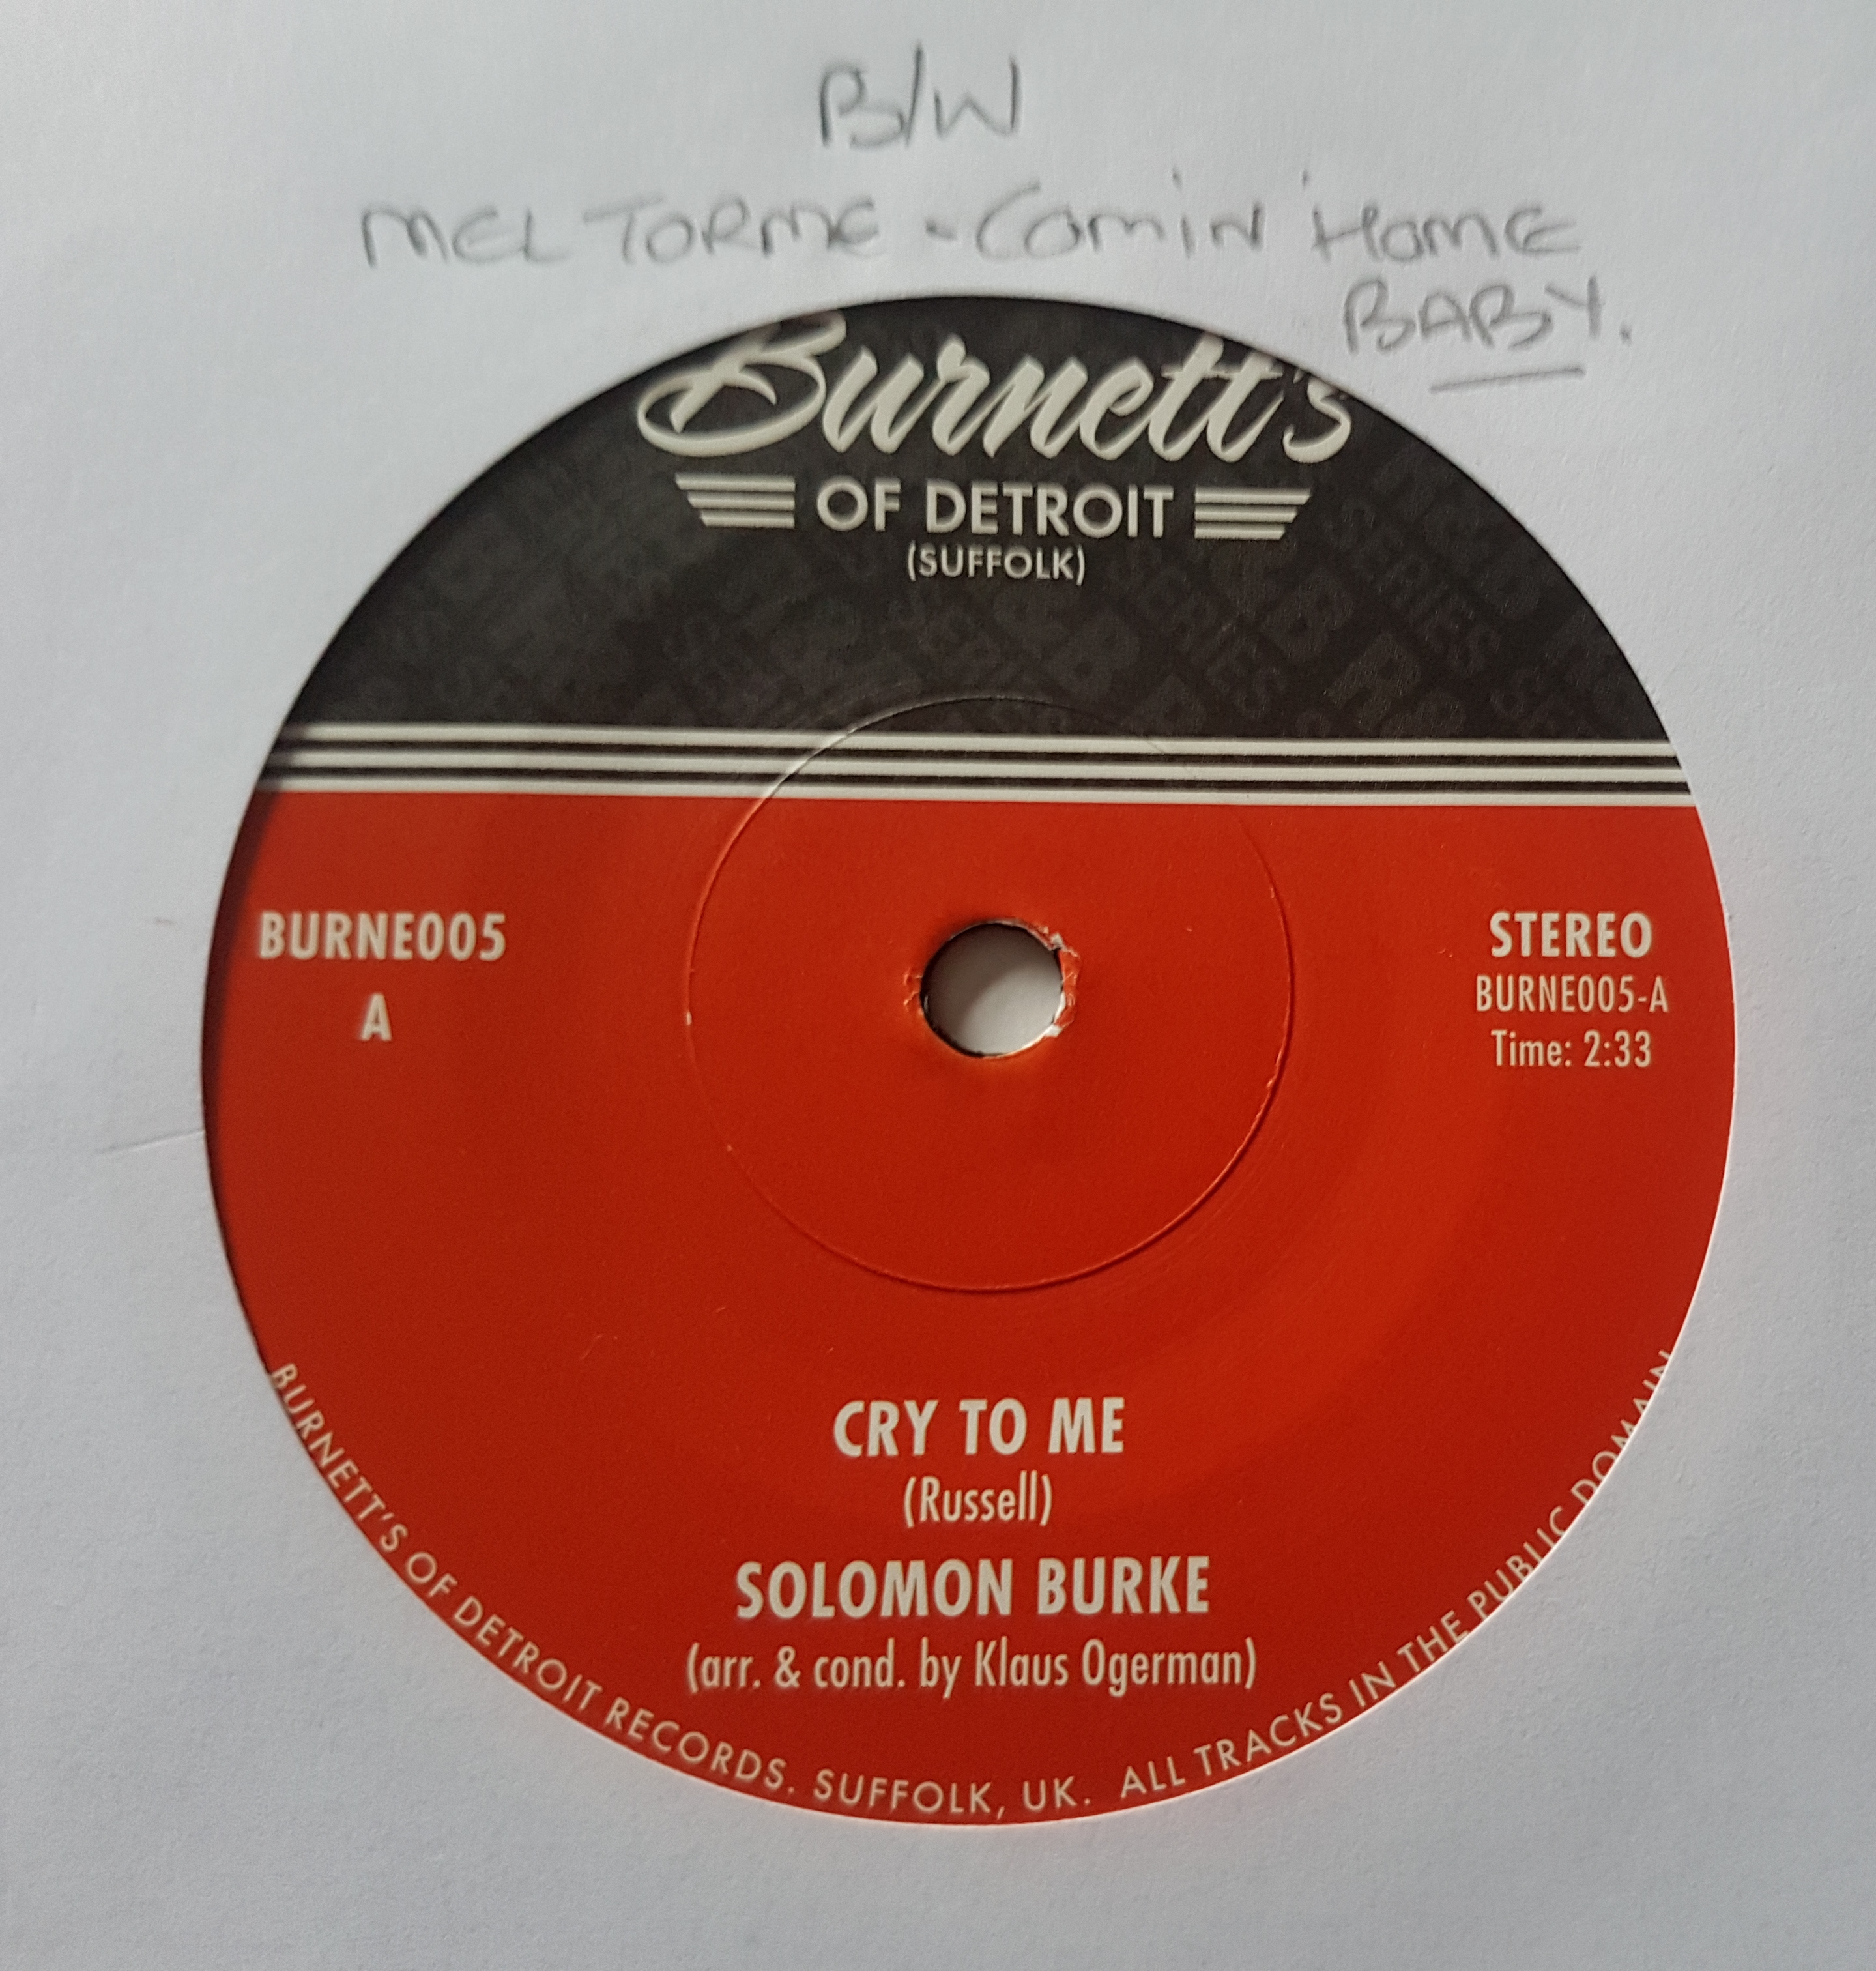 B/W
MEL TORME - COMIN' HOME
BABY.
Burnett's
OF DETROIT
(SUFFOLK)
BURNE005
A
STEREO
BURNE005-A
Time: 2:33
CRY TO ME
(Russell)
SOLOMON BURKE
(arr. & cond. by Klaus Ogerman)
BURNETT'S OF DETROIT RECORDS. SUFFOLK, UK. ALL TRACKS IN THE PUBLIC DOMAIN